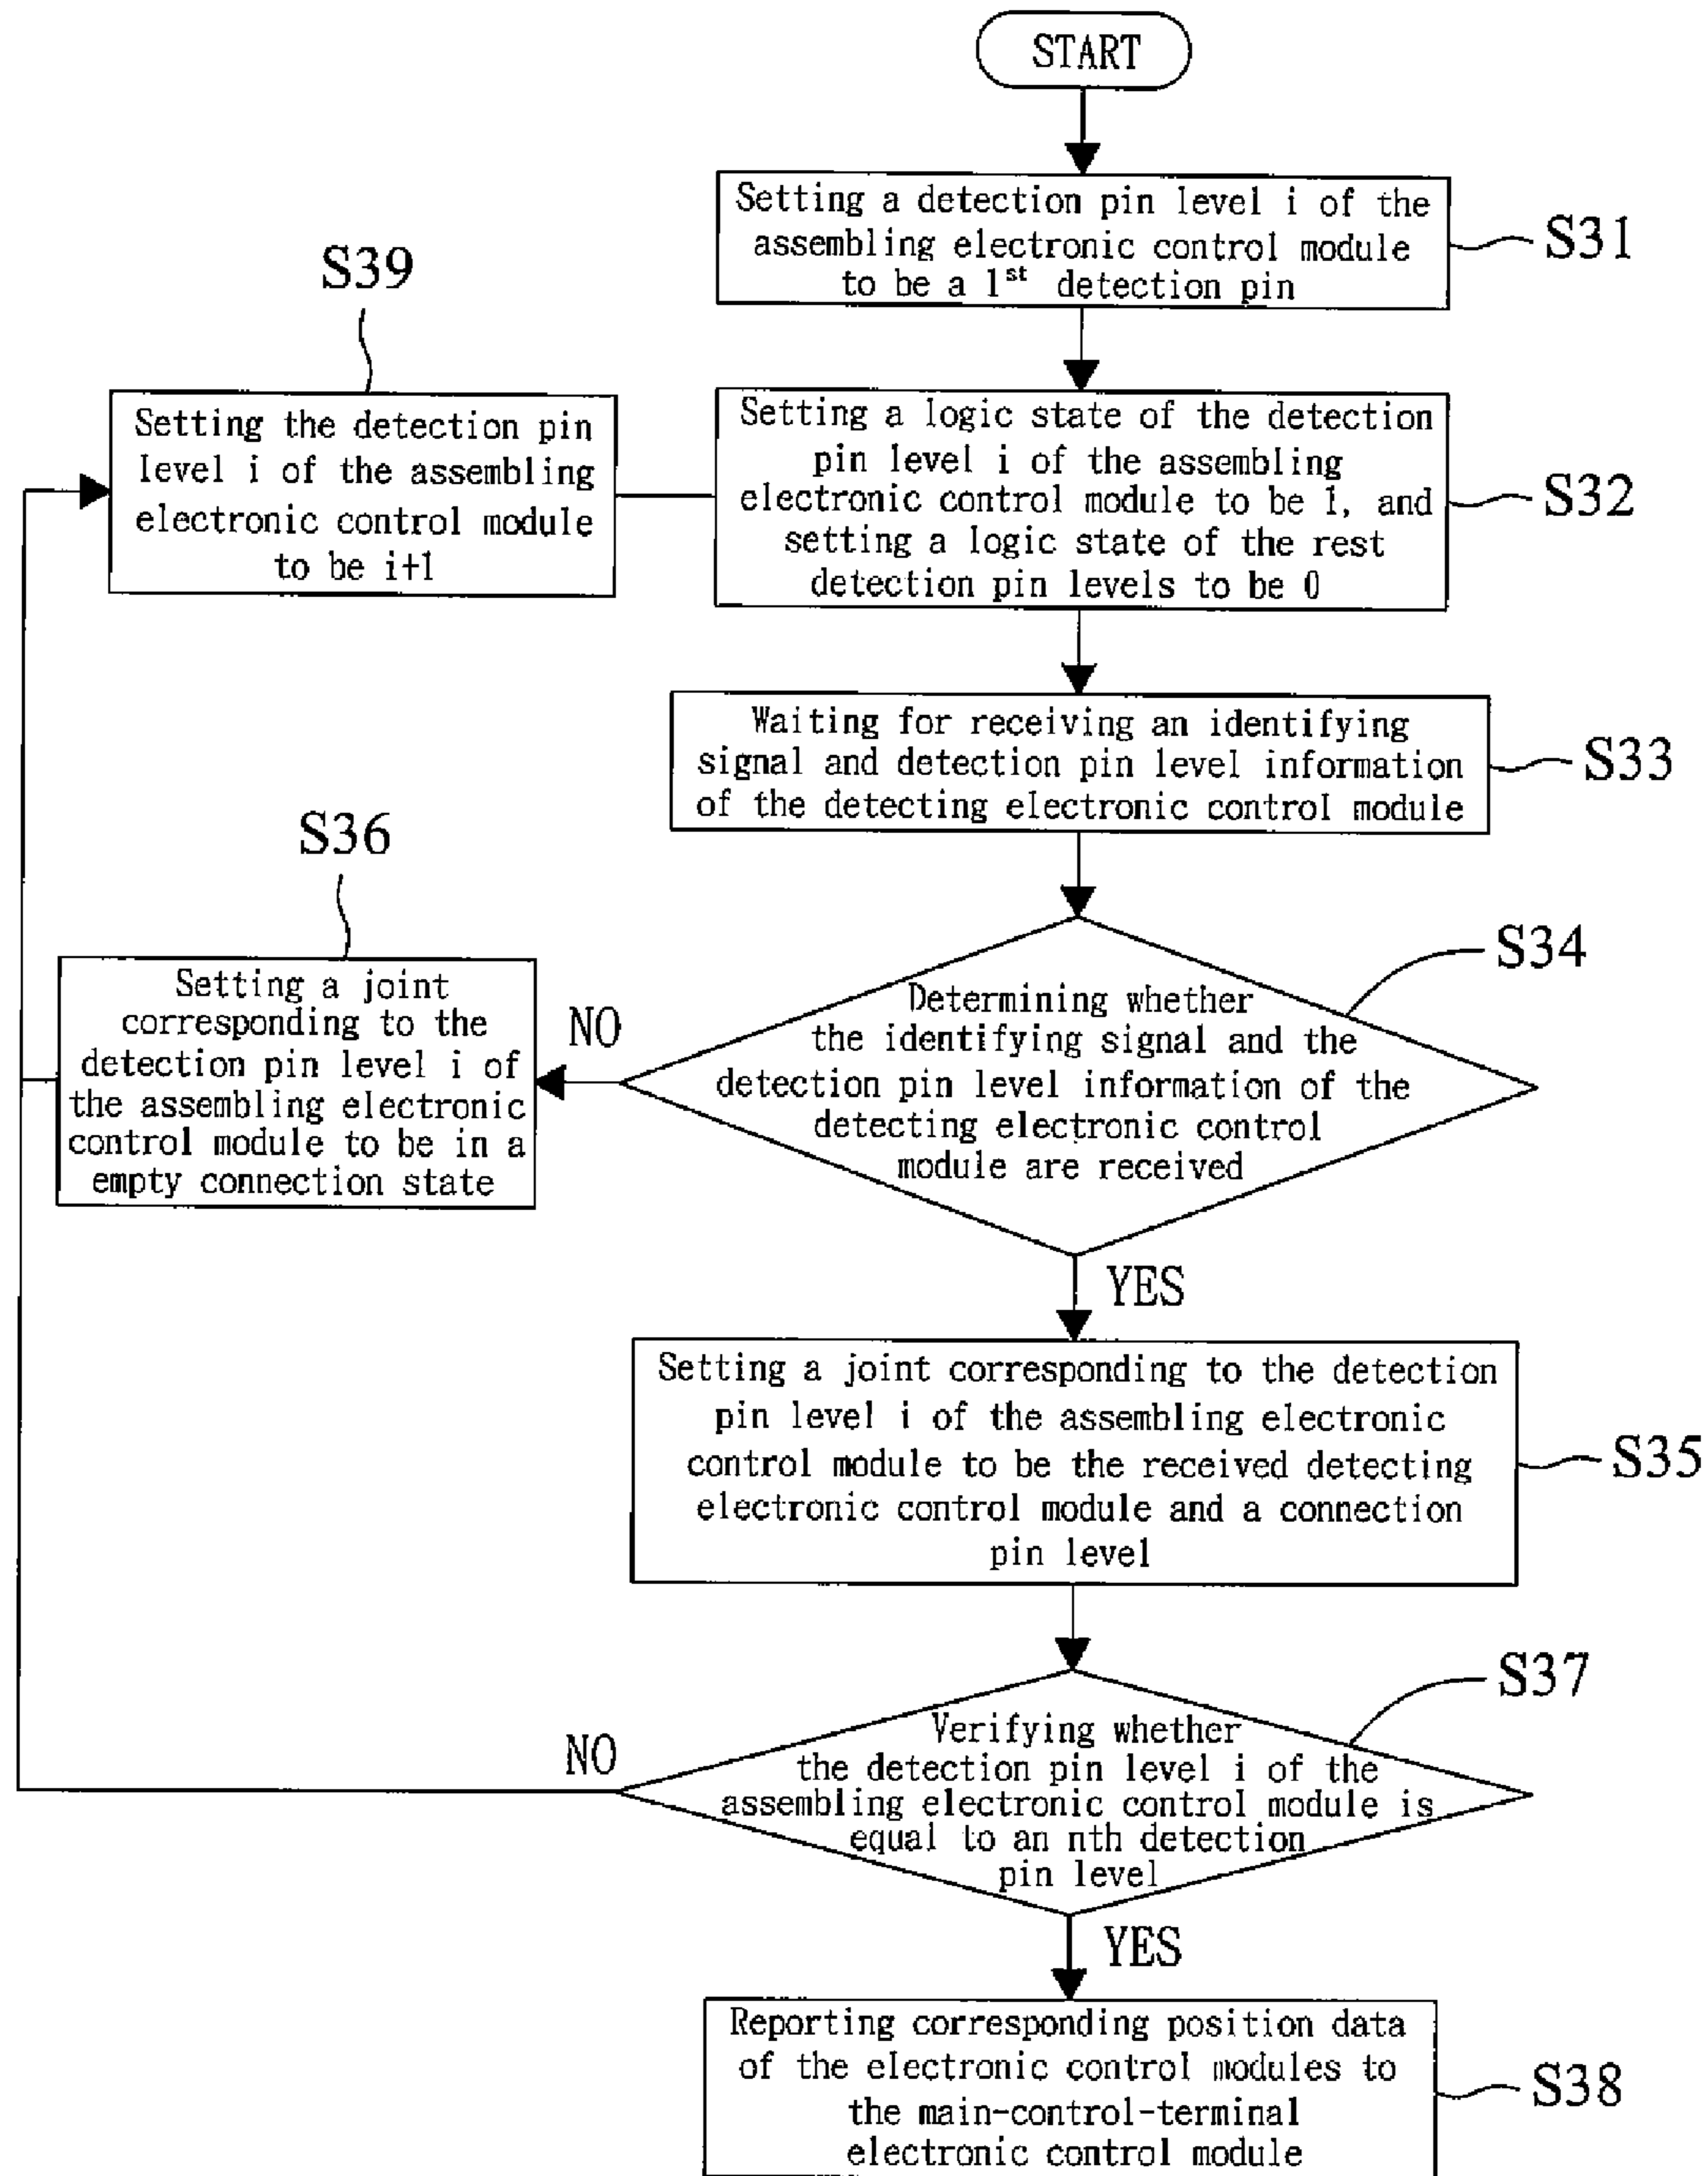 START
Setting a detection pin level i of the
assembling electronic control module
to be a 1st detection pin
S31
S39
Setting the detection pin
level i of the assembling
electronic control module
to be i+1
Setting a logic state of the detection
pin level i of the assembling
electronic control module to be 1, and
setting a logic state of the rest
detection pin levels to be 0
S32
Waiting for receiving an identifying
signal and detection pin level information
of the detecting electronic control module
S33
S36
Setting a joint
corresponding to the
detection pin level i of
the assembling electronic
control module to be in a
empty connection state
NO
S34
Determining whether
the identifying signal and the
detection pin level information of the
detecting electronic control
module are received
YES
Setting a joint corresponding to the detection
pin level i of the assembling electronic
control module to be the received detecting
electronic control module and a connection
pin level
S35
S37
NO
Verifying whether
the detection pin level i of the
assembling electronic control module is
equal to an nth detection
pin level
YES
Reporting corresponding position data
of the electronic control modules to
the main-control-terminal
electronic control module
S38